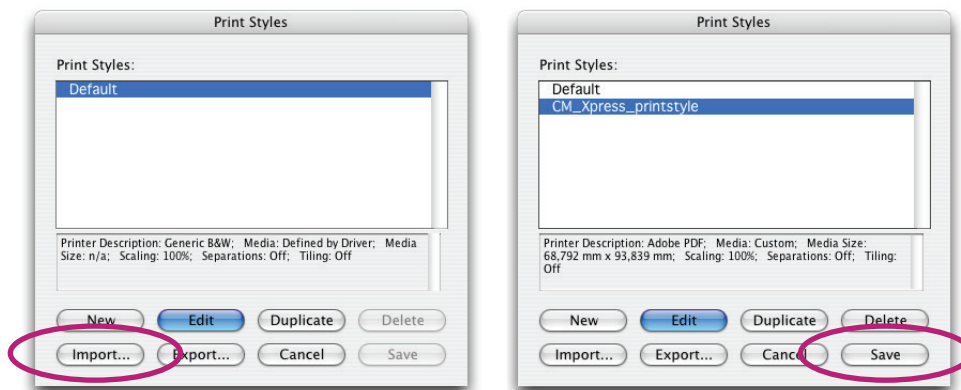 Print Styles
Print Styles:
Default
Printer Description: Generic B&W; Media: Defined by Driver; Media
Size: n/a; Scaling: 100%; Separations: Off; Tiling: Off
New Edit Duplicate Delete
Import... Export... Cancel Save
Print Styles
Print Styles:
Default
CM_Xpress_printstyle
Printer Description: Adobe PDF; Media: Custom; Media Size:
68,792 mm x 93,839 mm; Scaling: 100%; Separations: Off; Tiling:
Off
New Edit Duplicate Delete
Import... Export... Cancel Save